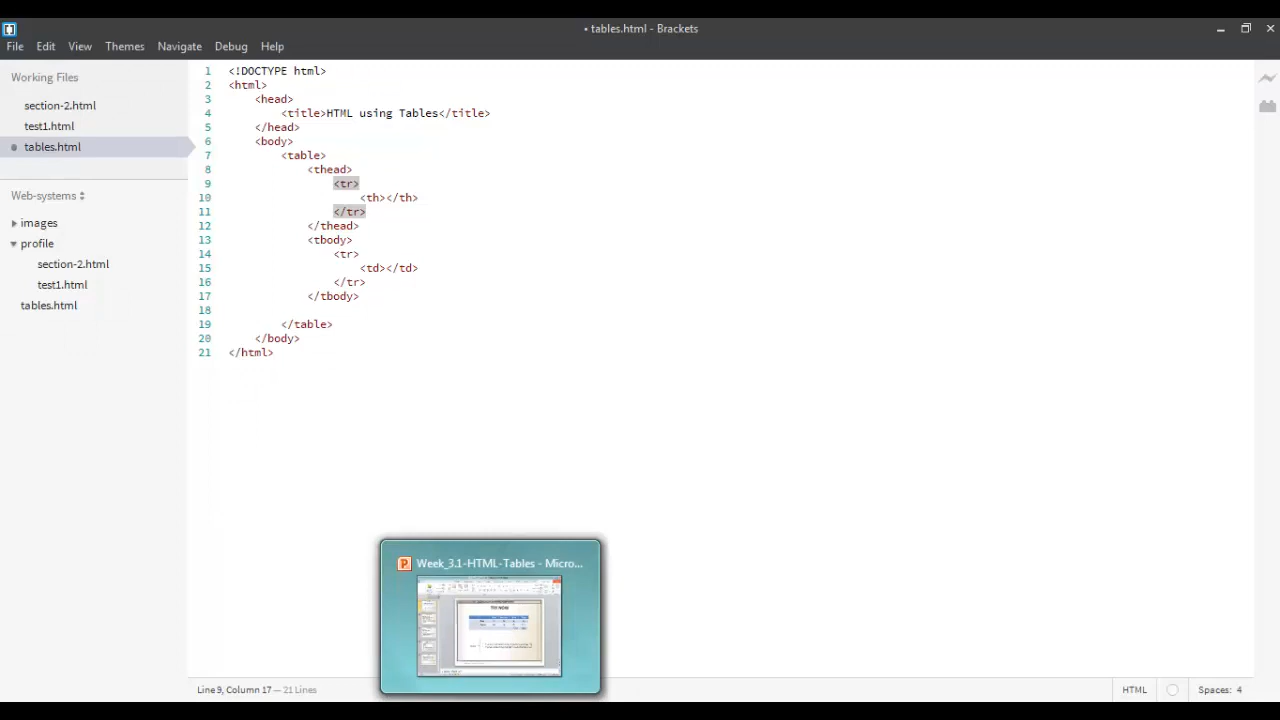 • tables.html - Brackets
File Edit View Themes Navigate Debug Help
Working Files
section-2.html
test1.html
tables.html
Web-systems
images
profile
section-2.html
test1.html
tables.html
1 <!DOCTYPE html>
2 <html>
3 <head>
4 <title>HTML using Tables</title>
5 </head>
6 <body>
7 <table>
8 <thead>
9 <tr>
10 <th></th>
11 </tr>
12 </thead>
13 <tbody>
14 <tr>
15 <td></td>
16 </tr>
17 </tbody>
18
19 </table>
20 </body>
21 </html>
P Week_3.1-HTML-Tables - Micro...
TRY NOW
Line 9, Column 17 — 21 Lines
HTML Spaces: 4